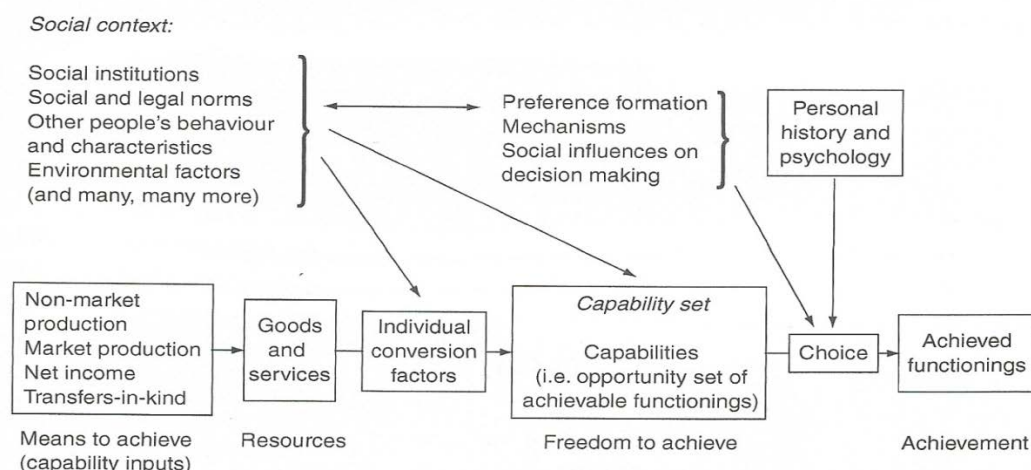 Social context:
Social institutions
Social and legal norms
Other people's behaviour
and characteristics
Environmental factors
(and many, many more)
Preference formation
Mechanisms
Social influences on
decision making
Personal
history and
psychology
Non-market
production
Market production
Net income
Transfers-in-kind
Goods
and
services
Individual
conversion
factors
Capability set
Capabilities
(i.e. opportunity set of
achievable functionings)
Choice
Achieved
functionings
Means to achieve
(capability inputs)
Resources
Freedom to achieve
Achievement